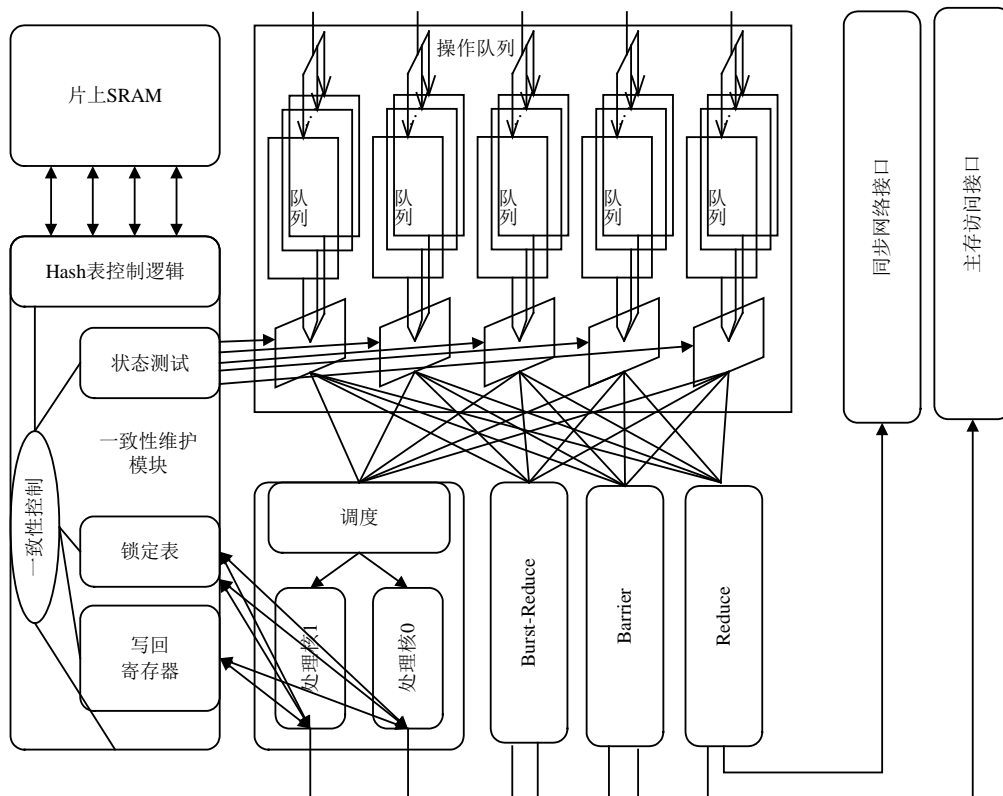 操作队列
片上SRAM
队列
队列
队列
队列
队列
同步网络接口
主存访问接口
Hash表控制逻辑
状态测试
一致性维护
模块
一致性控制
锁定表
写回
寄存器
调度
处理核1
处理核0
Burst-Reduce
Barrier
Reduce